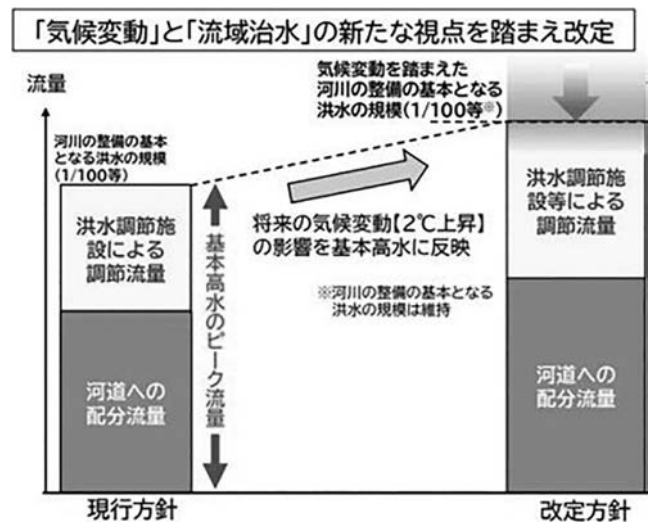 「気候変動」と「流域治水」の新たな視点を踏まえ改定
流量
河川の整備の基本
となる洪水の規模
(1/100等)
気候変動を踏まえた
河川の整備の基本となる
洪水の規模(1/100等※)
洪水調節施
設による
調節流量
河道への
配分流量
基本高水のピーク流量
将来の気候変動【2℃上昇】
の影響を基本高水に反映
※河川の整備の基本となる
洪水の規模は維持
洪水調節施
設等による
調節流量
河道への
配分流量
現行方針
改定方針